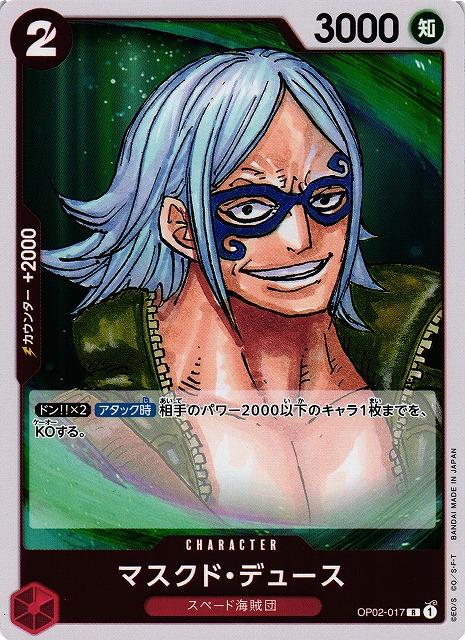 2
3000
知
カウンター +2000
ドン!!×2 アタック時 相手のパワー2000以下のキャラ1枚までを、
KOする。
CHARACTER
マスクド・デュース
スペード海賊団
OP02-017 R 1
©E.O/S ©O/S・F・T BANDAI MADE IN JAPAN